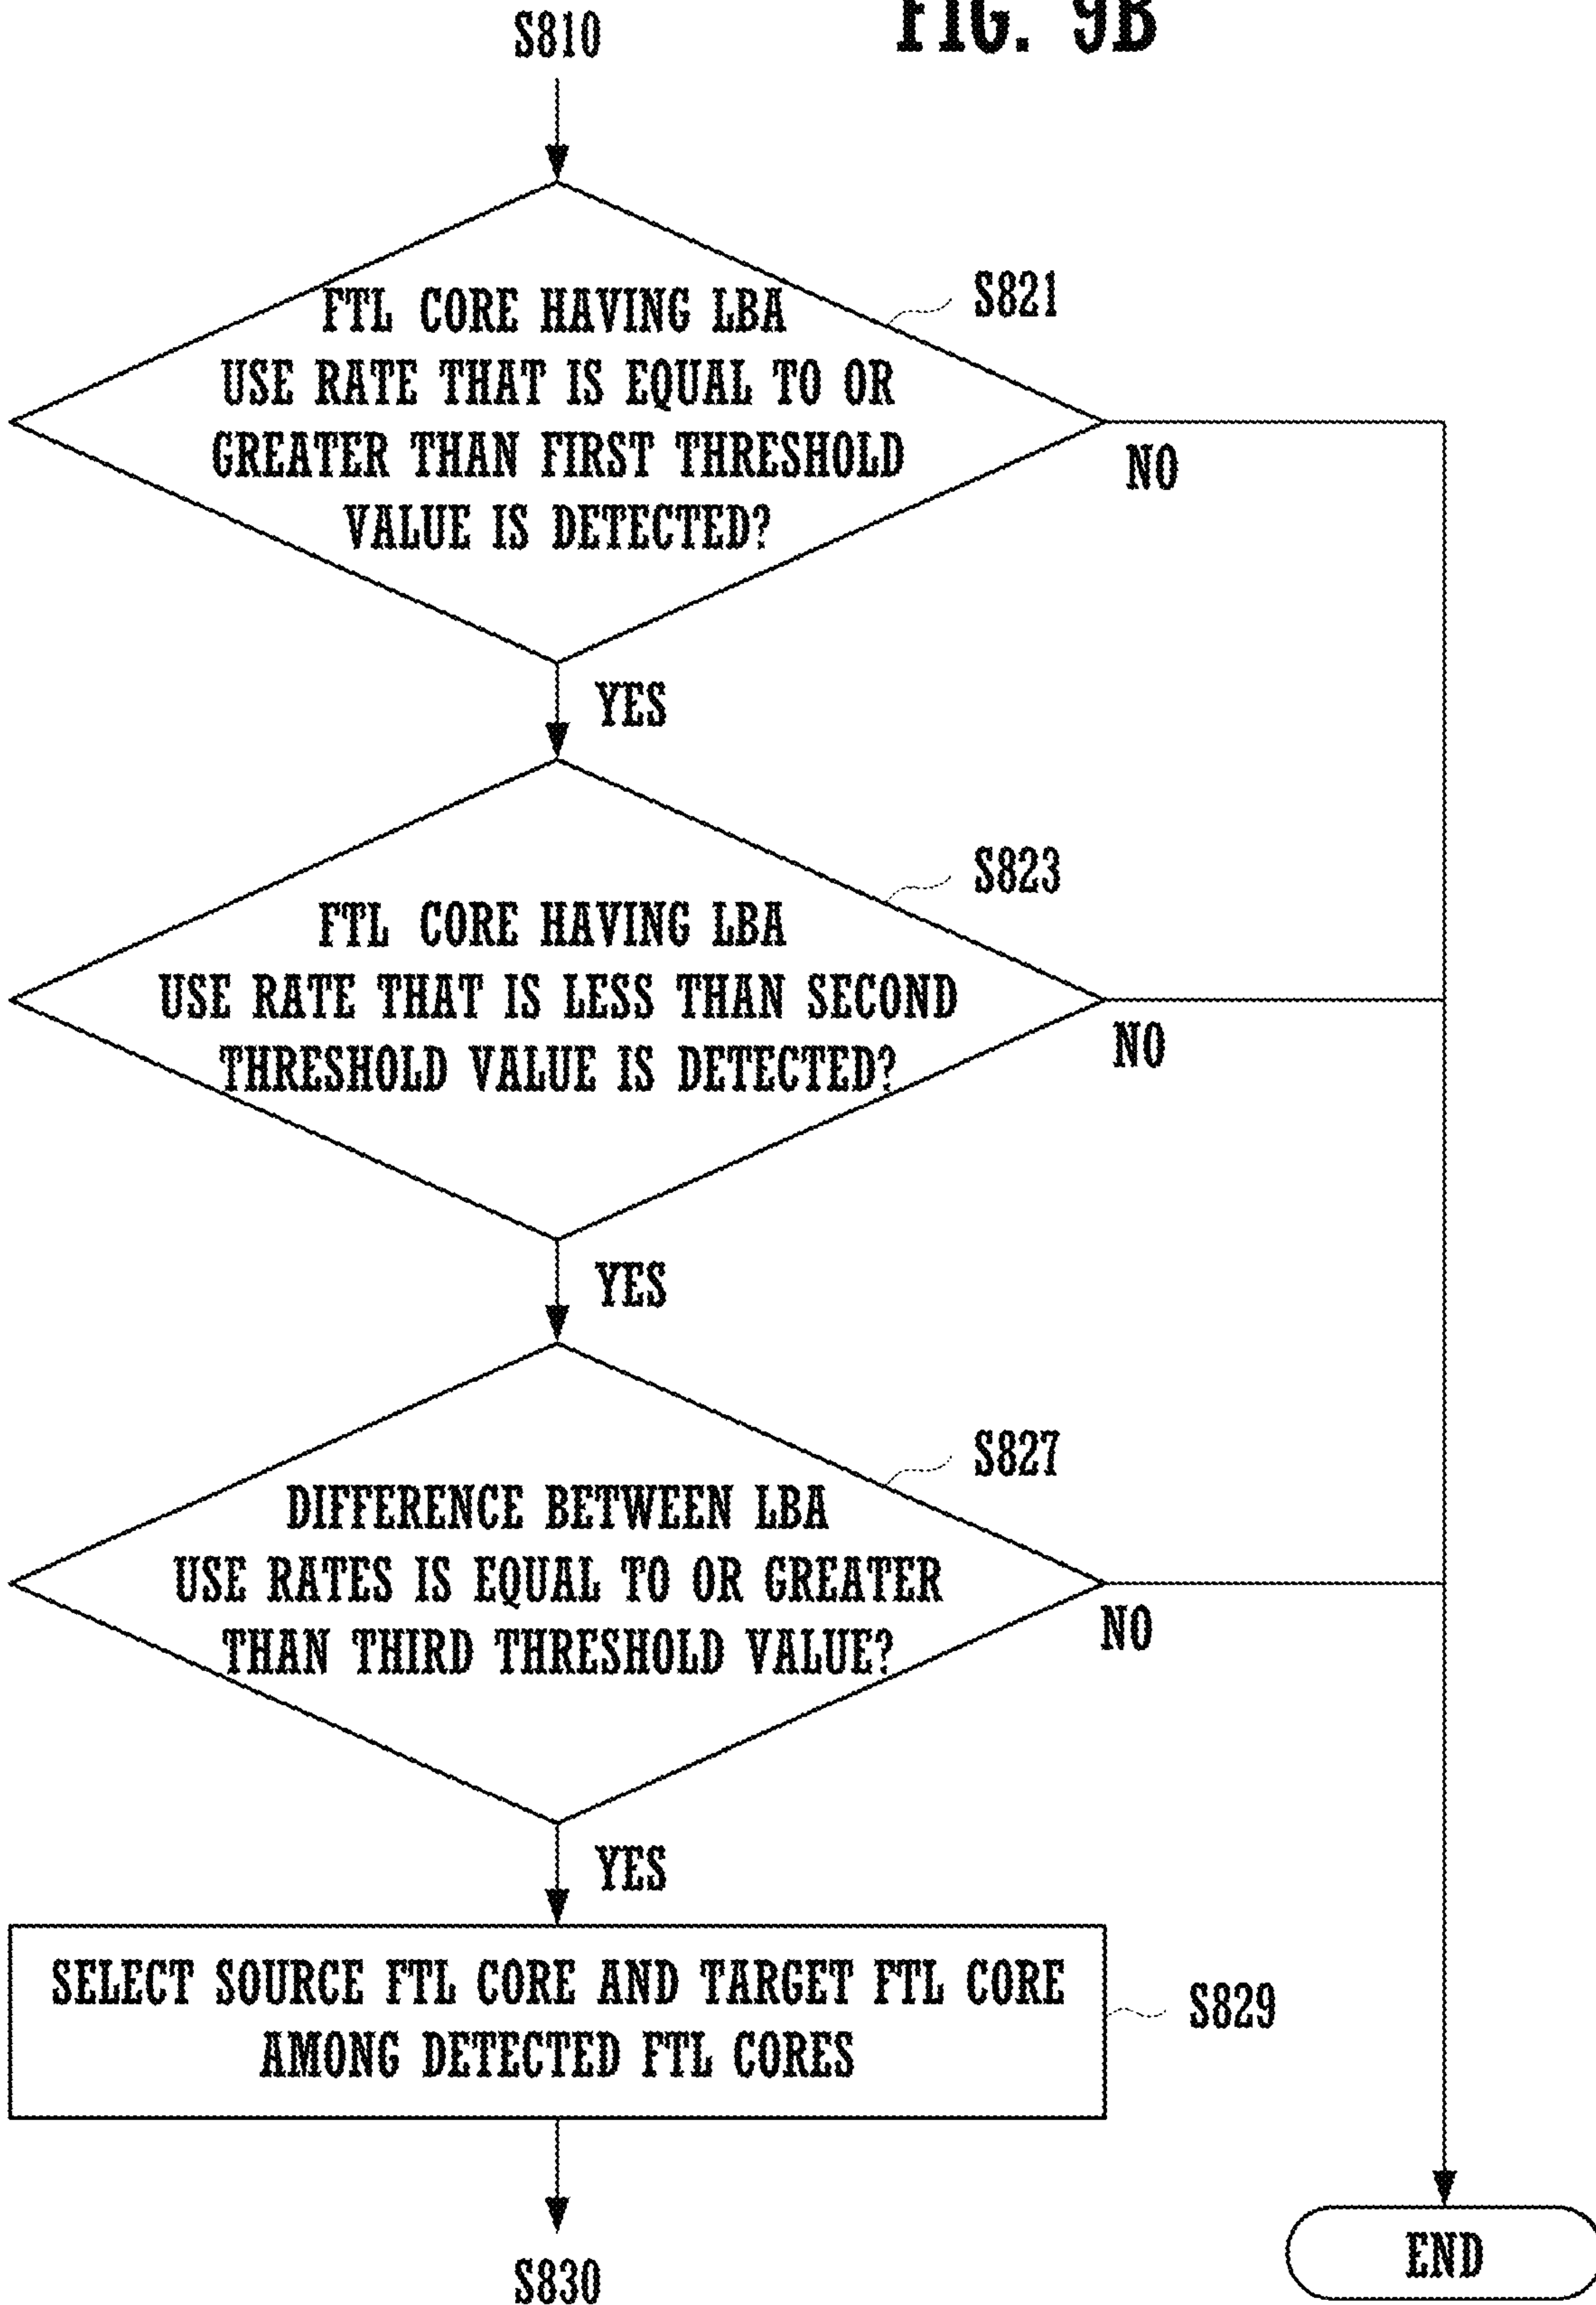 FIG. 9B
S810
FTL CORE HAVING LBA
USE RATE THAT IS EQUAL TO OR
GREATER THAN FIRST THRESHOLD
VALUE IS DETECTED?
S821
NO
YES
FTL CORE HAVING LBA
USE RATE THAT IS LESS THAN SECOND
THRESHOLD VALUE IS DETECTED?
S823
NO
YES
DIFFERENCE BETWEEN LBA
USE RATES IS EQUAL TO OR GREATER
THAN THIRD THRESHOLD VALUE?
S827
NO
YES
SELECT SOURCE FTL CORE AND TARGET FTL CORE
AMONG DETECTED FTL CORES
S829
S830
END